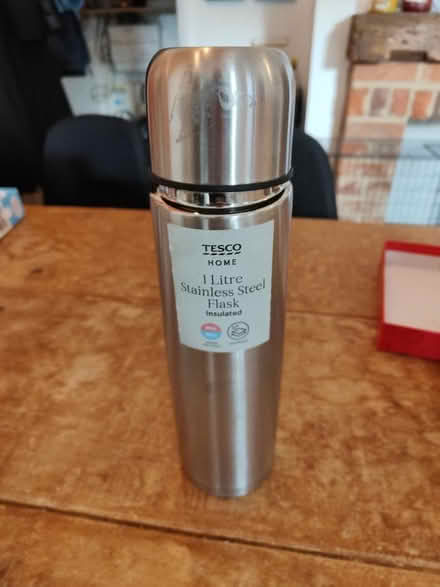 TESCO
HOME
1 Litre
Stainless Steel
Flask
Insulated